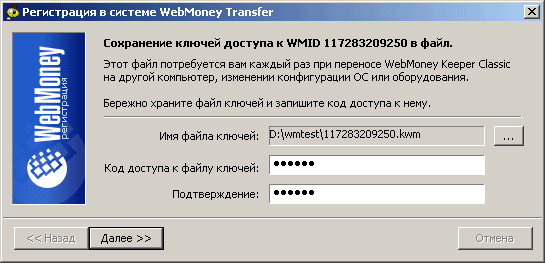 Регистрация в системе WebMoney Transfer
WebMoney
регистрация
Сохранение ключей доступа к WMID 117283209250 в файл.
Этот файл потребуется вам каждый раз при переносе WebMoney Keeper Classic
на другой компьютер, изменении конфигурации ОС или оборудования.
Бережно храните файл ключей и запишите код доступа к нему.
Имя файла ключей: D:\wmtest\117283209250.kwm ...
Код доступа к файлу ключей: ••••••
Подтверждение: ••••••
<< Назад Далее >> Отмена